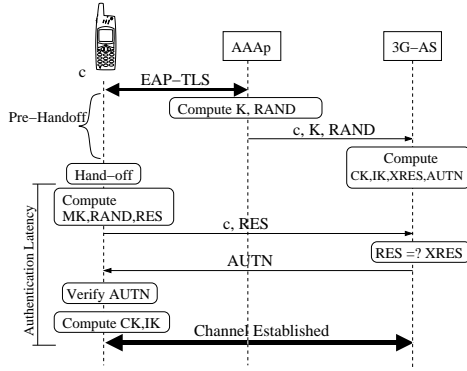 AAAp
3G−AS
c
EAP−TLS
Pre−Handoff
Compute K, RAND
c, K, RAND
Compute
CK,IK,XRES,AUTN
Hand−off
Compute
MK,RAND,RES
c, RES
RES =? XRES
AUTN
Authentication Latency
Verify AUTN
Compute CK,IK
Channel Established